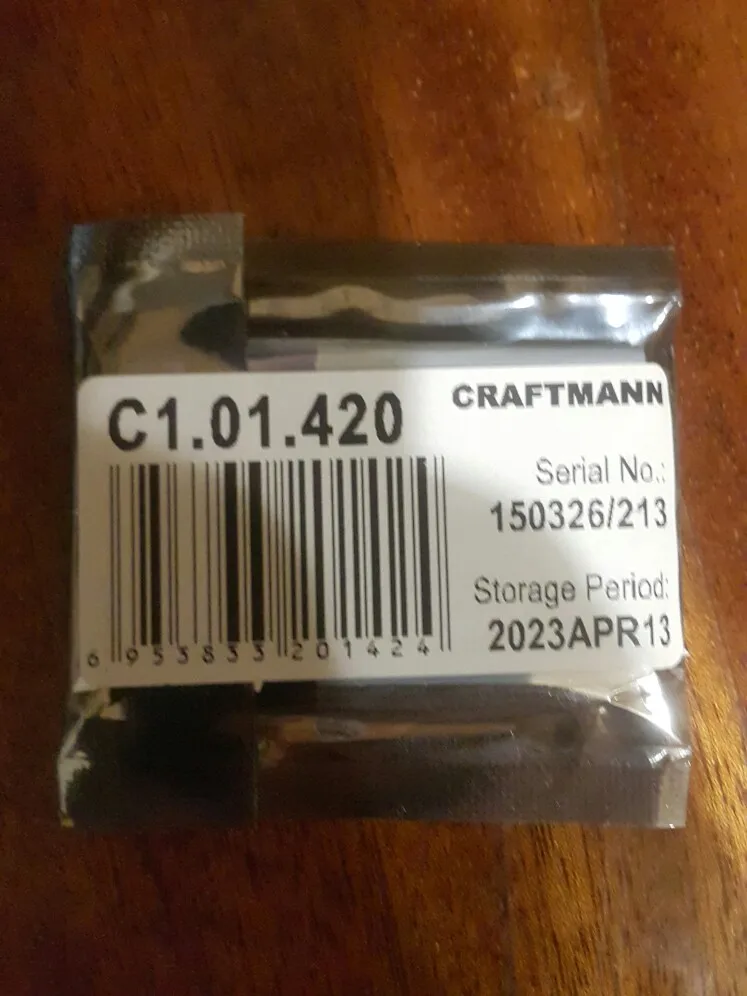 C1.01.420
CRAFTMANN
Serial No.:
150326/213
Storage Period:
2023APR13
6 953833 201424